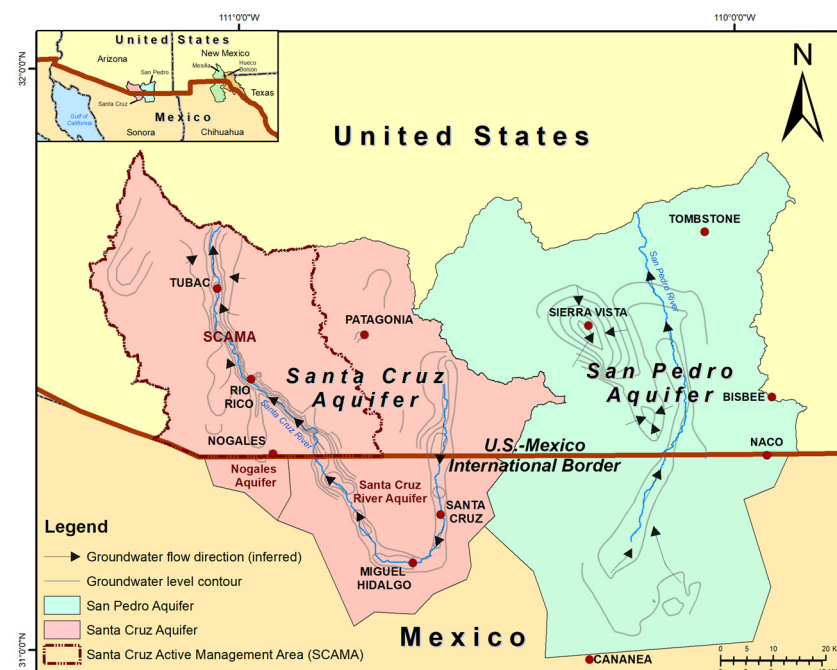 111°0'0"W
110°0'0"W
32°0'0"N
31°0'0"N
United States
Arizona
New Mexico
San Pedro
Mesilla
Hueco
Bolson
Texas
Santa Cruz
Gulf of
California
Mexico
Sonora
Chihuahua
N
United States
TOMBSTONE
San Pedro River
TUBAC
SIERRA VISTA
PATAGONIA
SCAMA
Santa Cruz
Aquifer
San Pedro
Aquifer
RIO
RICO
BISBEE
Santa Cruz River
NOGALES
U.S.-Mexico
International Border
NACO
Nogales
Aquifer
Santa Cruz
River Aquifer
SANTA
CRUZ
MIGUEL
HIDALGO
Legend
Groundwater flow direction (inferred)
Groundwater level contour
San Pedro Aquifer
Santa Cruz Aquifer
Santa Cruz Active Management Area (SCAMA)
Mexico
CANANEA
0 5 10 20 K